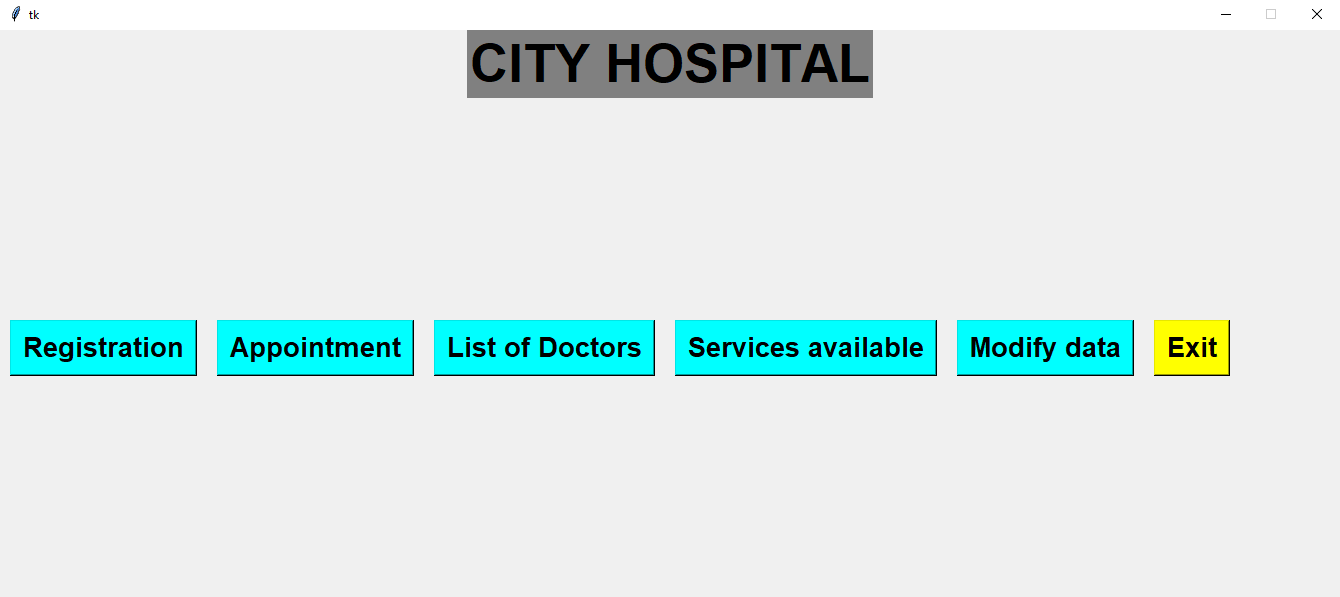 tk
CITY HOSPITAL
Registration Appointment List of Doctors Services available Modify data Exit